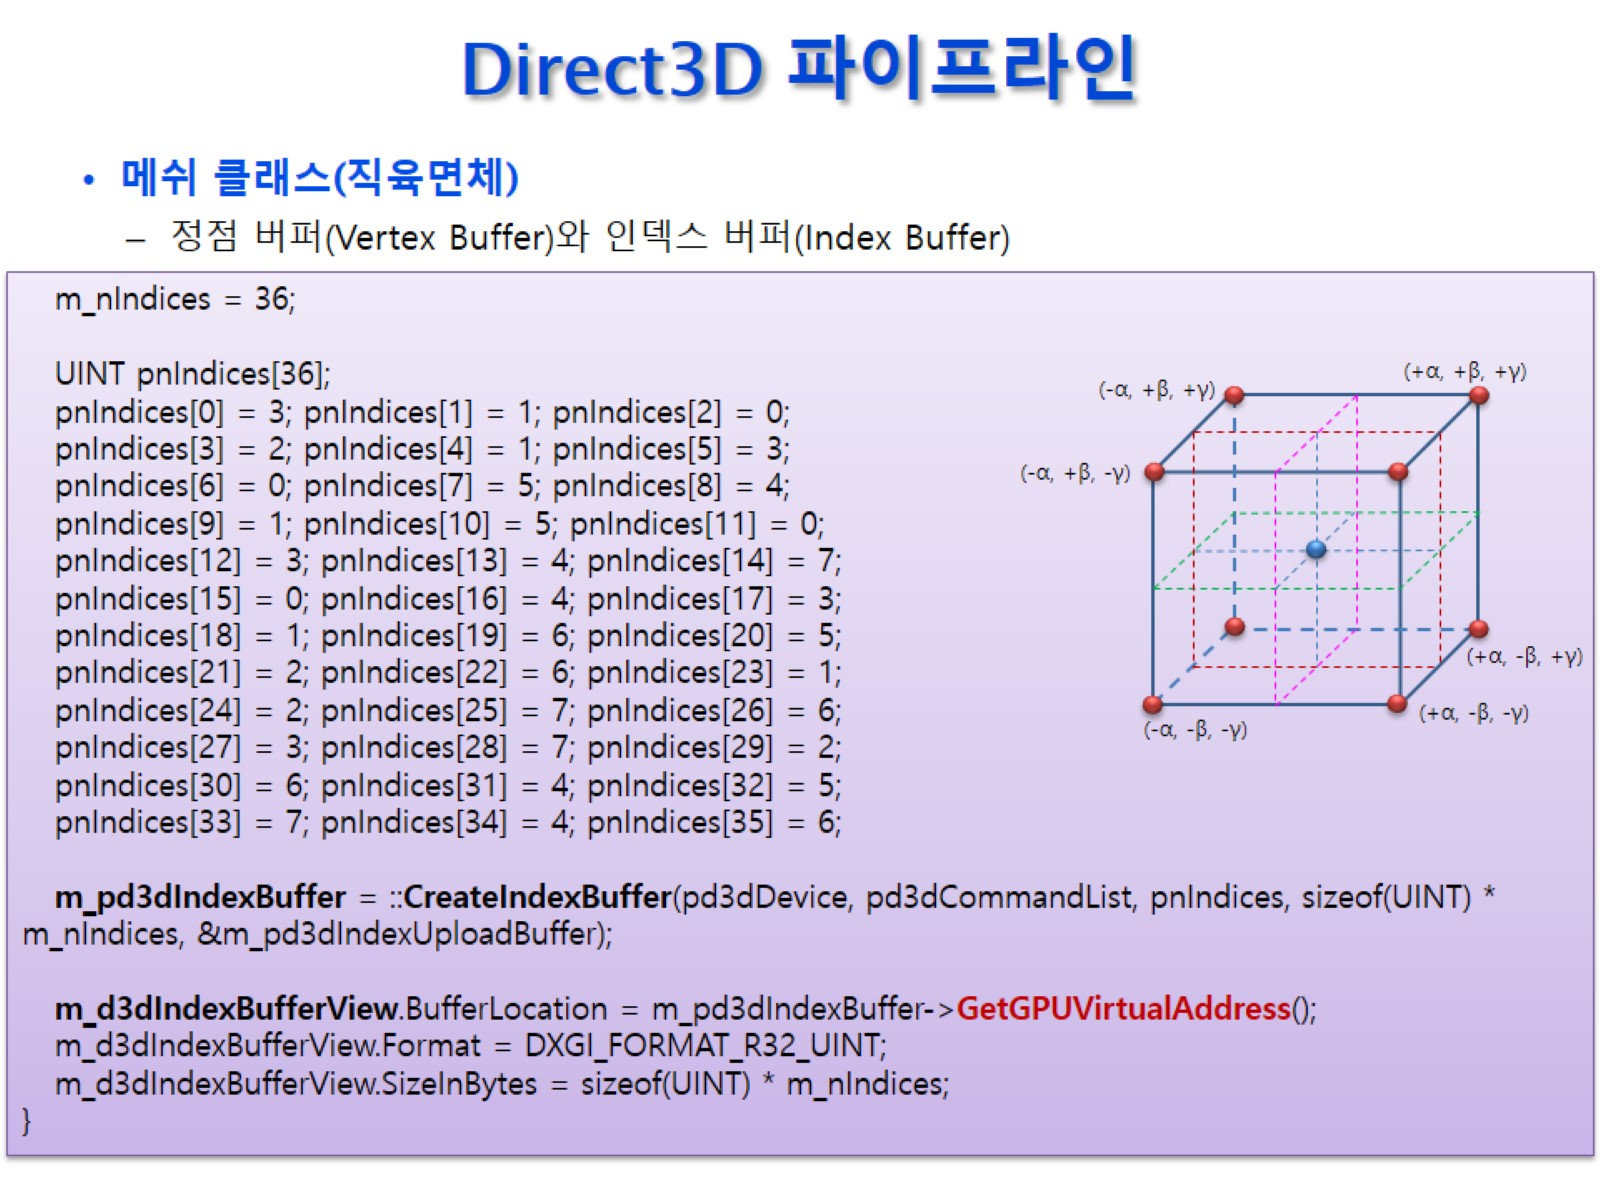 Direct3D 파이프라인
• 메쉬 클래스(직육면체)
– 정점 버퍼(Vertex Buffer)와 인덱스 버퍼(Index Buffer)
m_nIndices = 36;
UINT pnIndices[36];
pnIndices[0] = 3; pnIndices[1] = 1; pnIndices[2] = 0;
pnIndices[3] = 2; pnIndices[4] = 1; pnIndices[5] = 3;
pnIndices[6] = 0; pnIndices[7] = 5; pnIndices[8] = 4;
pnIndices[9] = 1; pnIndices[10] = 5; pnIndices[11] = 0;
pnIndices[12] = 3; pnIndices[13] = 4; pnIndices[14] = 7;
pnIndices[15] = 0; pnIndices[16] = 4; pnIndices[17] = 3;
pnIndices[18] = 1; pnIndices[19] = 6; pnIndices[20] = 5;
pnIndices[21] = 2; pnIndices[22] = 6; pnIndices[23] = 1;
pnIndices[24] = 2; pnIndices[25] = 7; pnIndices[26] = 6;
pnIndices[27] = 3; pnIndices[28] = 7; pnIndices[29] = 2;
pnIndices[30] = 6; pnIndices[31] = 4; pnIndices[32] = 5;
pnIndices[33] = 7; pnIndices[34] = 4; pnIndices[35] = 6;
(+α, +β, +γ)
(-α, +β, +γ)
(-α, +β, -γ)
(+α, -β, +γ)
(+α, -β, -γ)
(-α, -β, -γ)
m_pd3dIndexBuffer = ::CreateIndexBuffer(pd3dDevice, pd3dCommandList, pnIndices, sizeof(UINT) *
m_nIndices, &m_pd3dIndexUploadBuffer);
m_d3dIndexBufferView.BufferLocation = m_pd3dIndexBuffer->GetGPUVirtualAddress();
m_d3dIndexBufferView.Format = DXGI_FORMAT_R32_UINT;
m_d3dIndexBufferView.SizeInBytes = sizeof(UINT) * m_nIndices;
}